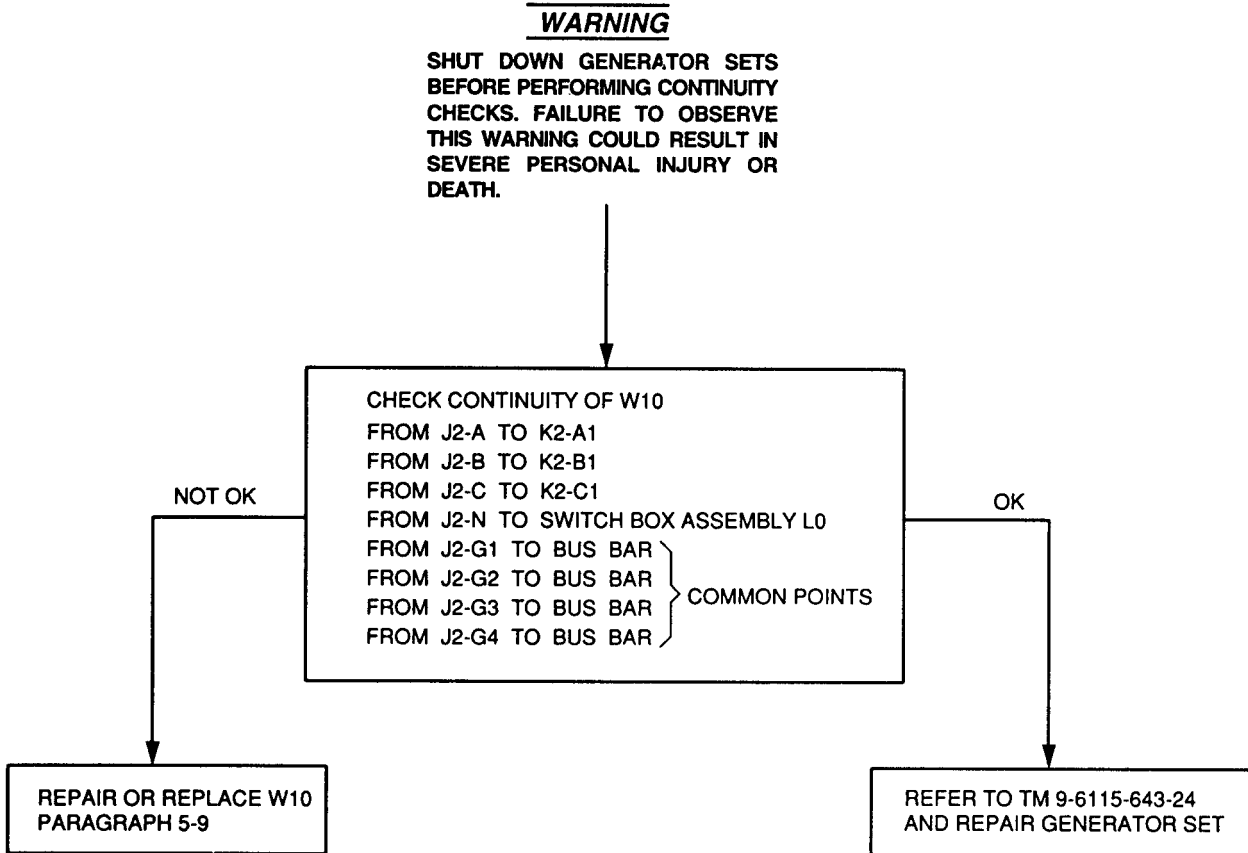 WARNING
SHUT DOWN GENERATOR SETS
BEFORE PERFORMING CONTINUITY
CHECKS. FAILURE TO OBSERVE
THIS WARNING COULD RESULT IN
SEVERE PERSONAL INJURY OR
DEATH.
CHECK CONTINUITY OF W10
FROM J2-A TO K2-A1
FROM J2-B TO K2-B1
FROM J2-C TO K2-C1
FROM J2-N TO SWITCH BOX ASSEMBLY L0
FROM J2-G1 TO BUS BAR
FROM J2-G2 TO BUS BAR
FROM J2-G3 TO BUS BAR
FROM J2-G4 TO BUS BAR
COMMON POINTS
NOT OK
OK
REPAIR OR REPLACE W10
PARAGRAPH 5-9
REFER TO TM 9-6115-643-24
AND REPAIR GENERATOR SET